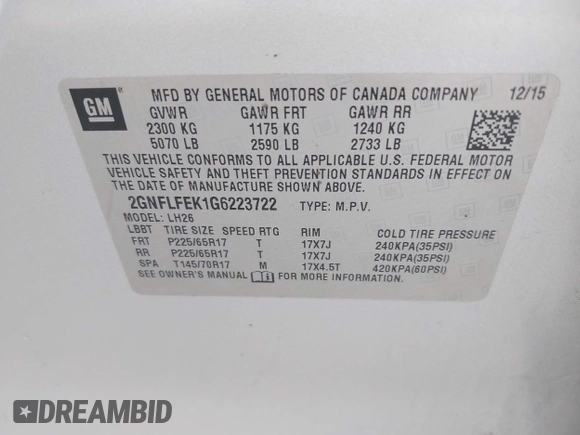 GM
MFD BY GENERAL MOTORS OF CANADA COMPANY 12/15
GVWR GAWR FRT GAWR RR
2300 KG 1175 KG 1240 KG
5070 LB 2590 LB 2733 LB
THIS VEHICLE CONFORMS TO ALL APPLICABLE U.S. FEDERAL MOTOR
VEHICLE SAFETY AND THEFT PREVENTION STANDARDS IN EFFECT ON
THE DATE OF MANUFACTURE SHOWN ABOVE.
2GNFLFEK1G6223722 TYPE: M.P.V.
MODEL: LH26
LBBT TIRE SIZE SPEED RTG RIM COLD TIRE PRESSURE
FRT P225/65R17 T 17X7J 240KPA(35PSI)
RR P225/65R17 T 17X7J 240KPA(35PSI)
SPA T145/70R17 M 17X4.5T 420KPA(60PSI)
SEE OWNER'S MANUAL FOR MORE INFORMATION.
DREAMBID